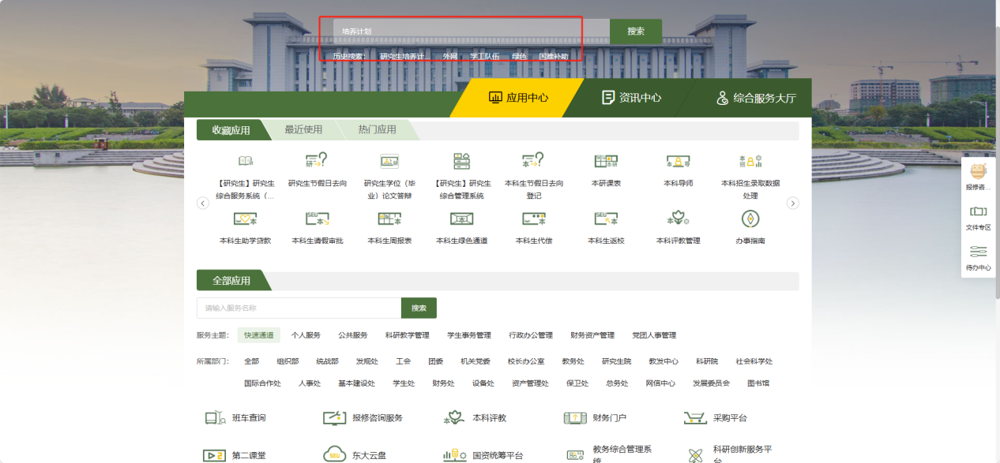 培养计划
搜索
历史搜索: 研究生培养计... 外网 学工队伍 绿色 困难补助
应用中心 资讯中心 综合服务大厅
收藏应用 最近使用 热门应用
【研究生】研究生综合服务系统（... 研究生节假日去向 研究生学位（毕业）论文答辩 【研究生】研究生综合管理系统 本科生节假日去向登记 本研课表 本科导师 本科招生录取数据处理
本科生助学贷款 本科生请假审批 本科生周报表 本科生绿色通道 本科生代偿 本科生返校 本科评教管理 办事指南
报修咨...
文件专区
待办中心
全部应用
请输入服务名称 搜索
服务主题: 快速通道 个人服务 公共服务 科研教学管理 学生事务管理 行政办公管理 财务资产管理 党团人事管理
所属部门: 全部 组织部 统战部 发规处 工会 团委 机关党委 校长办公室 教务处 研究生院 教发中心 科研院 社会科学处
国际合作处 人事处 基本建设处 学生处 财务处 设备处 资产管理处 保卫处 总务处 网信中心 发展委员会 图书馆
班车查询 报修咨询服务 本科评教 财务门户 采购平台
第二课堂 东大云盘 国资统筹平台 教务综合管理系统 科研创新服务平台